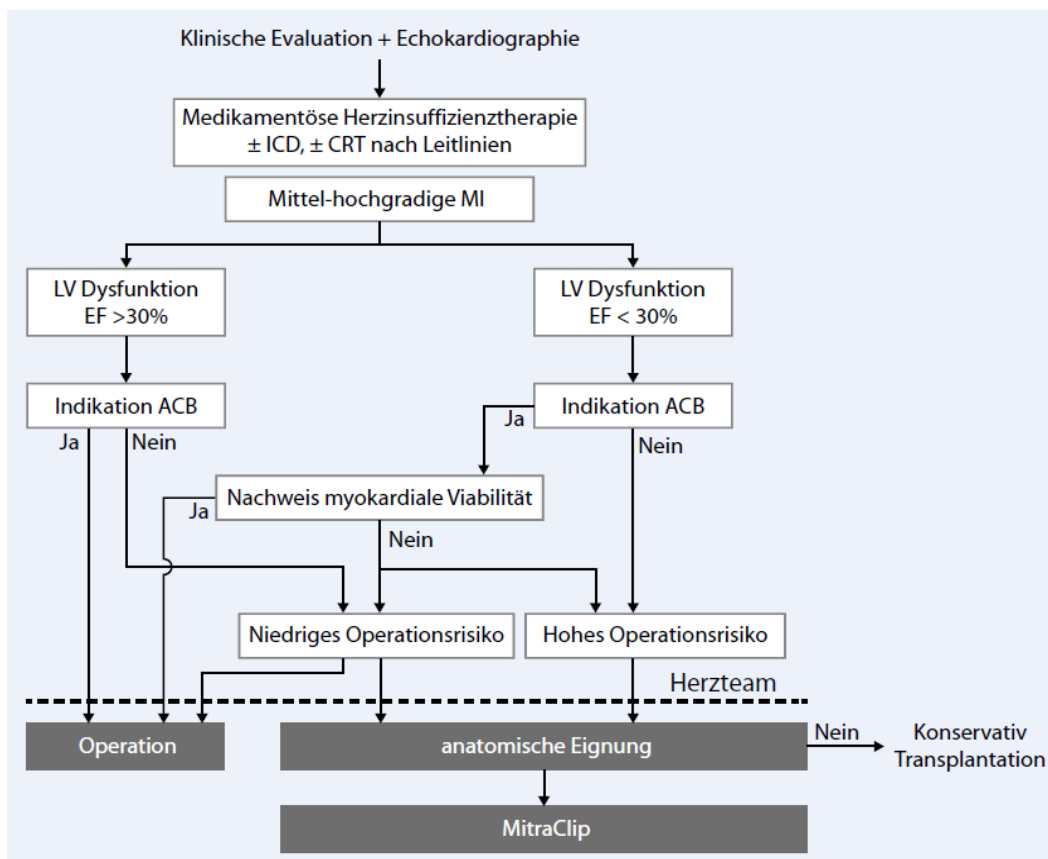 Klinische Evaluation + Echokardiographie
Medikamentöse Herzinsuffizienztherapie
± ICD, ± CRT nach Leitlinien
Mittel-hochgradige MI
LV Dysfunktion
EF >30%
LV Dysfunktion
EF < 30%
Indikation ACB
Indikation ACB
Ja
Nein
Ja
Nein
Nachweis myokardiale Viabilität
Ja
Nein
Niedriges Operationsrisiko
Hohes Operationsrisiko
Herzteam
Operation
anatomische Eignung
Nein
Konservativ
Transplantation
MitraClip